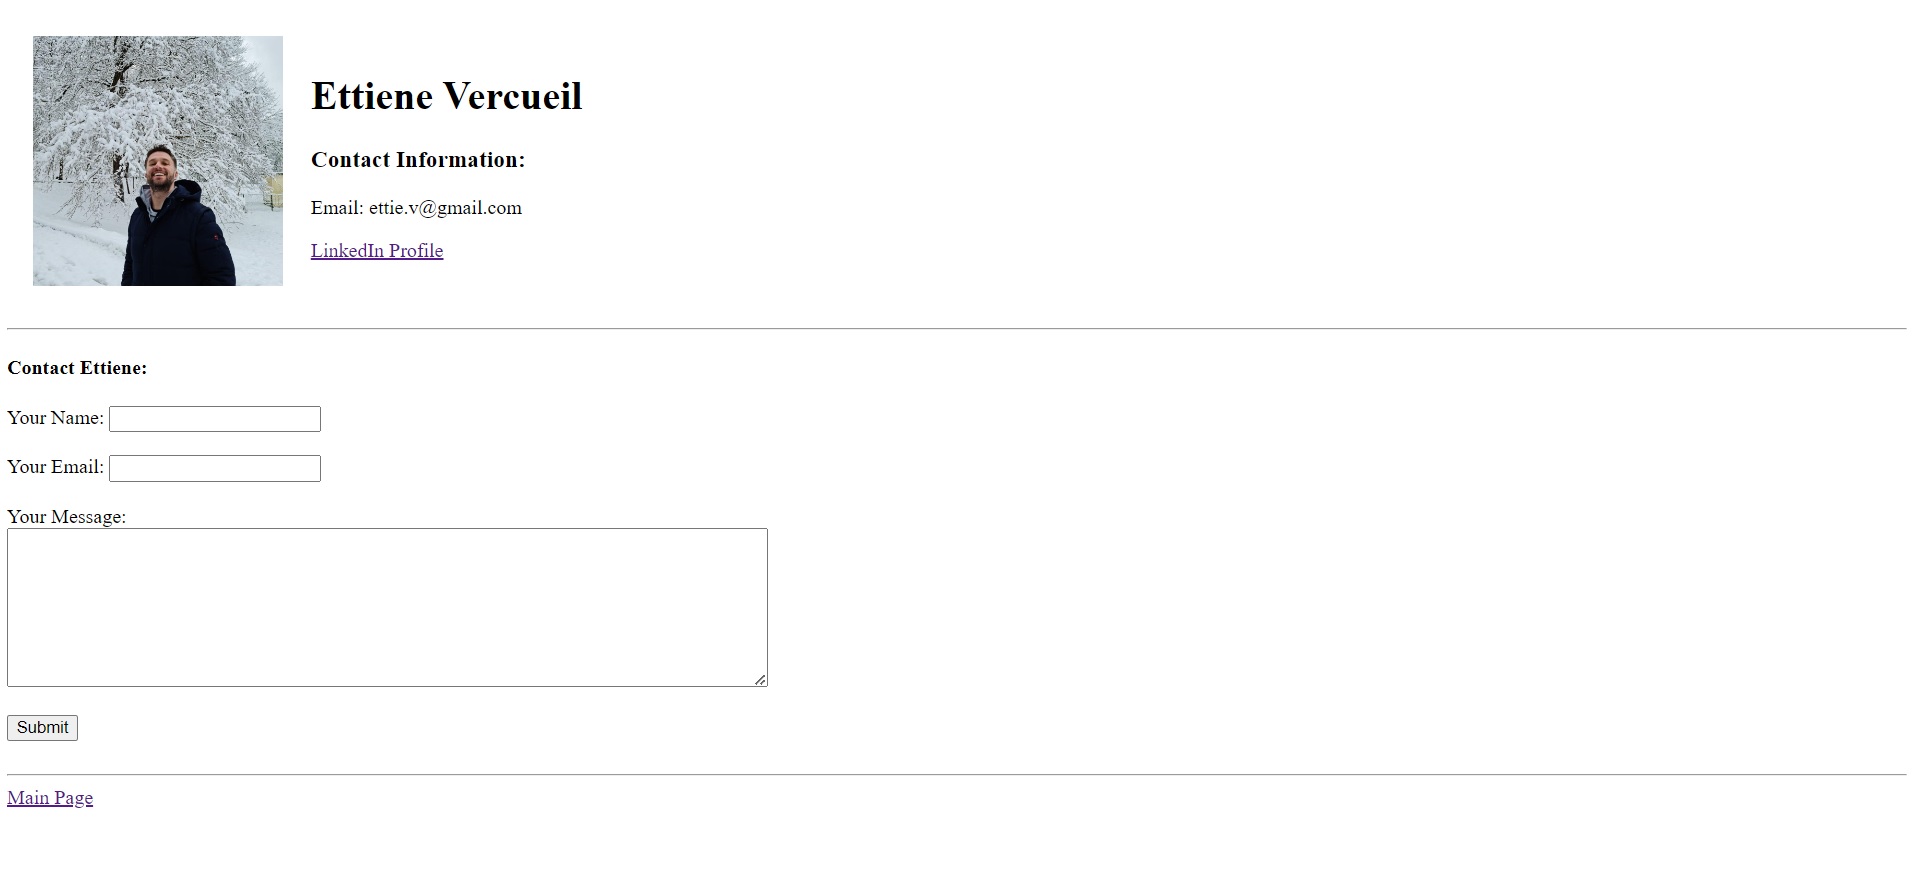 Ettiene Vercueil
Contact Information:
Email: ettie.v@gmail.com
LinkedIn Profile
Contact Ettiene:
Your Name:
Your Email:
Your Message:
Submit
Main Page